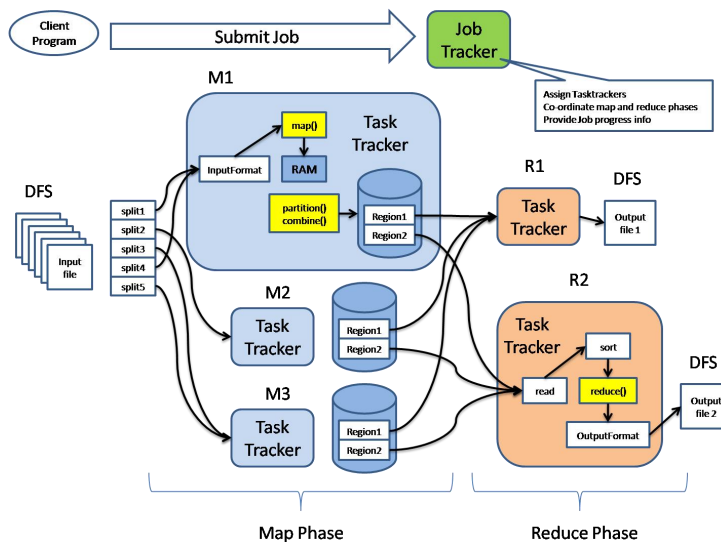 Client
Program
Submit Job
Job
Tracker
Assign Tasktrackers
Co-ordinate map and reduce phases
Provide Job progress info
M1
map()
Task
Tracker
InputFormat
RAM
partition()
combine()
Region1
Region2
DFS
Input
file
split1
split2
split3
split4
split5
R1
Task
Tracker
DFS
Output
file 1
M2
Task
Tracker
Region1
Region2
M3
Task
Tracker
Region1
Region2
R2
Task
Tracker
sort
read
reduce()
OutputFormat
DFS
Output
file 2
Map Phase
Reduce Phase